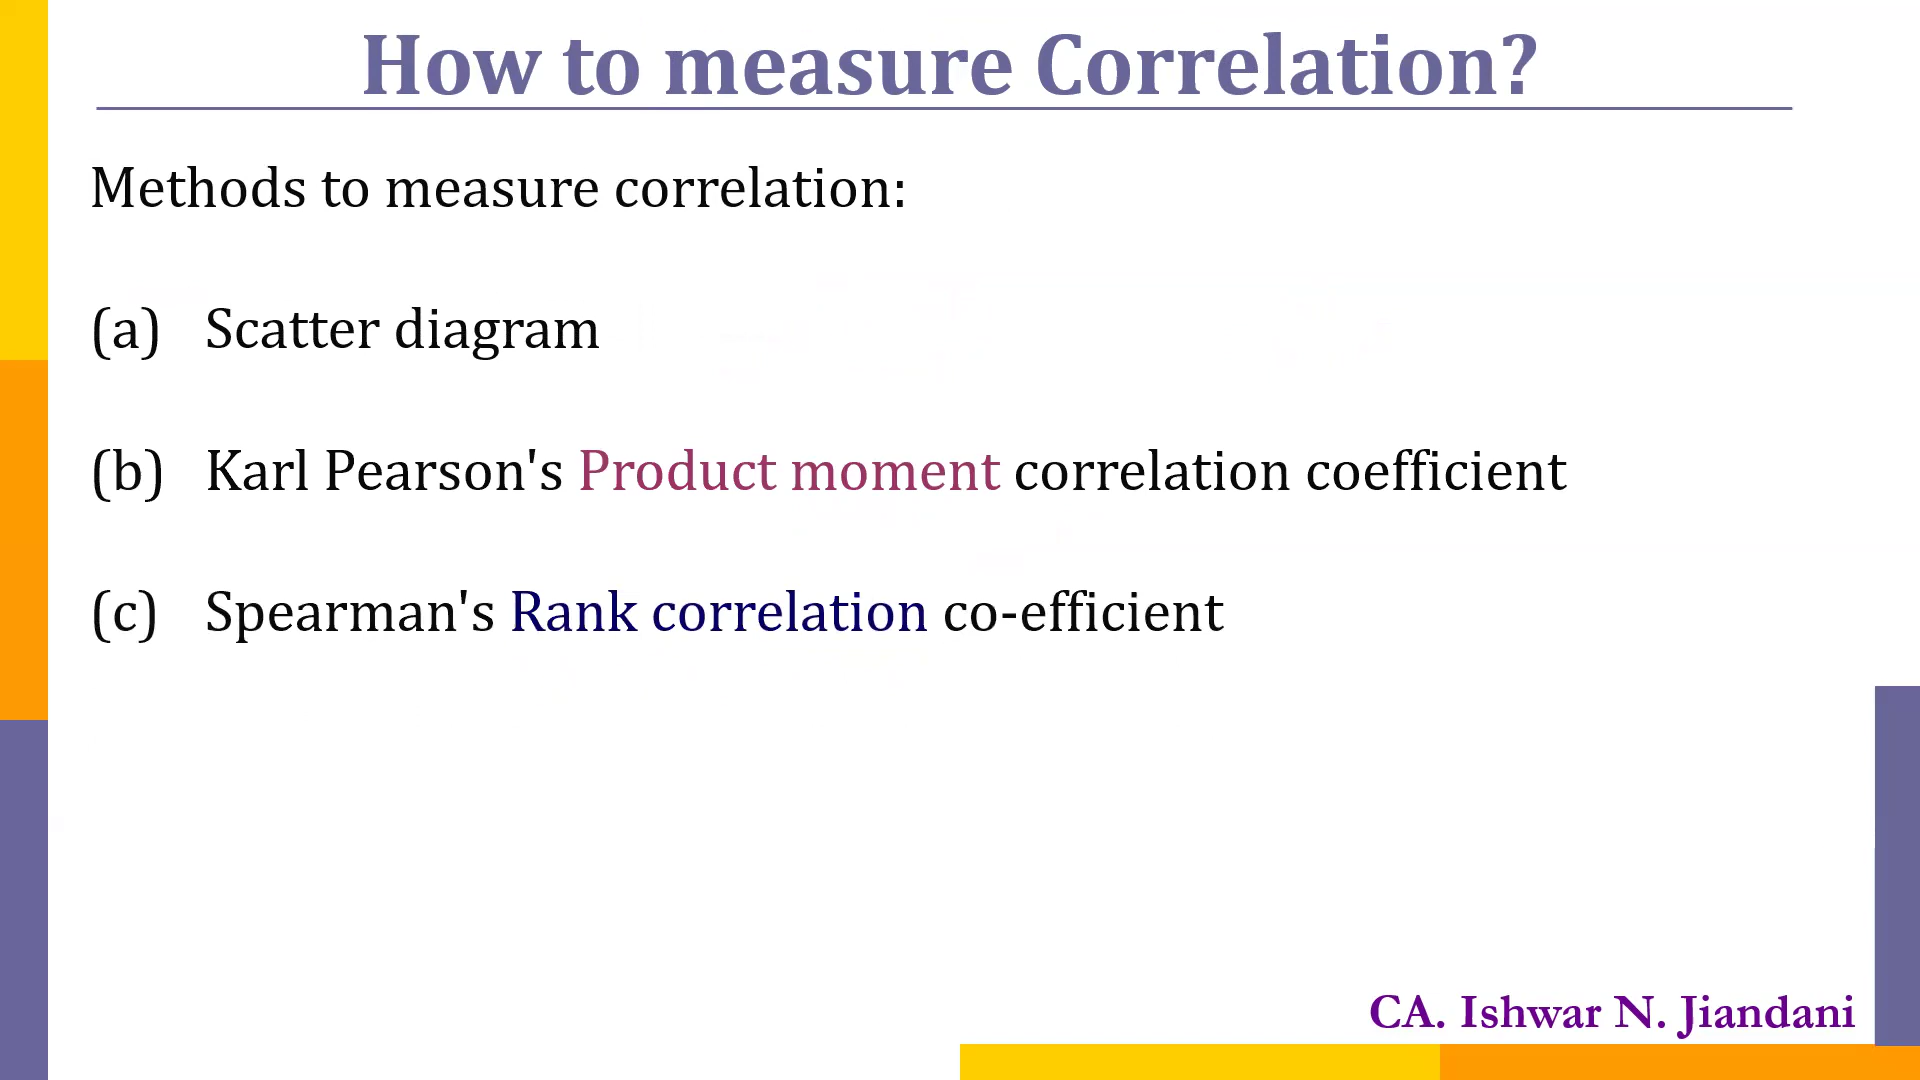 How to measure Correlation?
Methods to measure correlation:
(a) Scatter diagram
(b) Karl Pearson's Product moment correlation coefficient
(c) Spearman's Rank correlation co-efficient
CA. Ishwar N. Jiandani